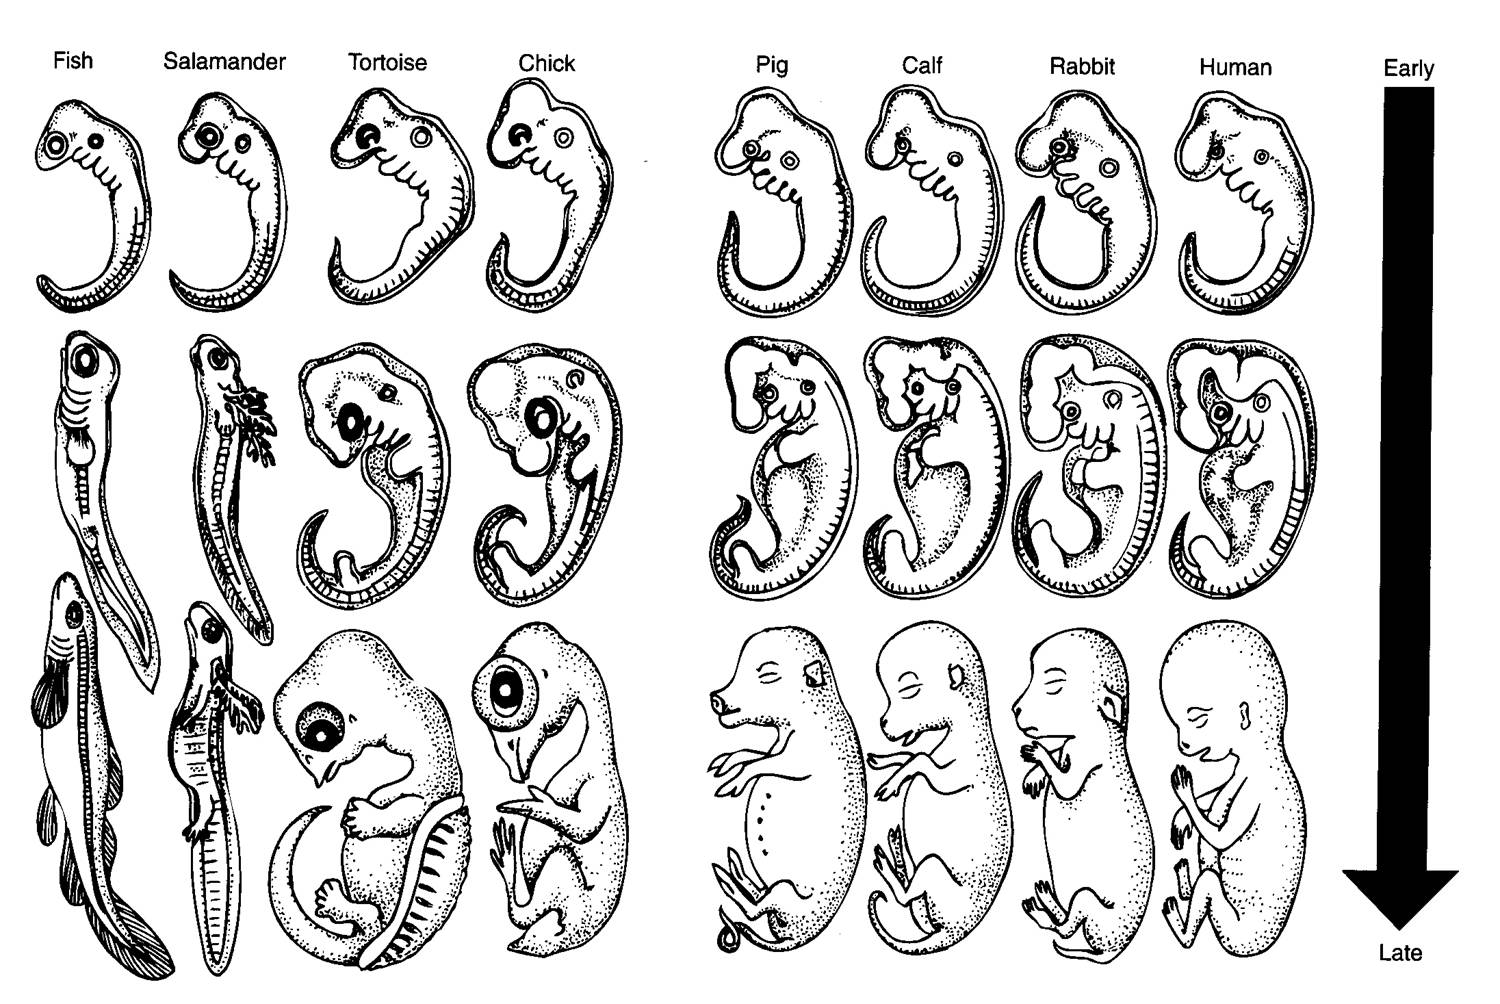 Fish
Salamander
Tortoise
Chick
Pig
Calf
Rabbit
Human
Early
Late